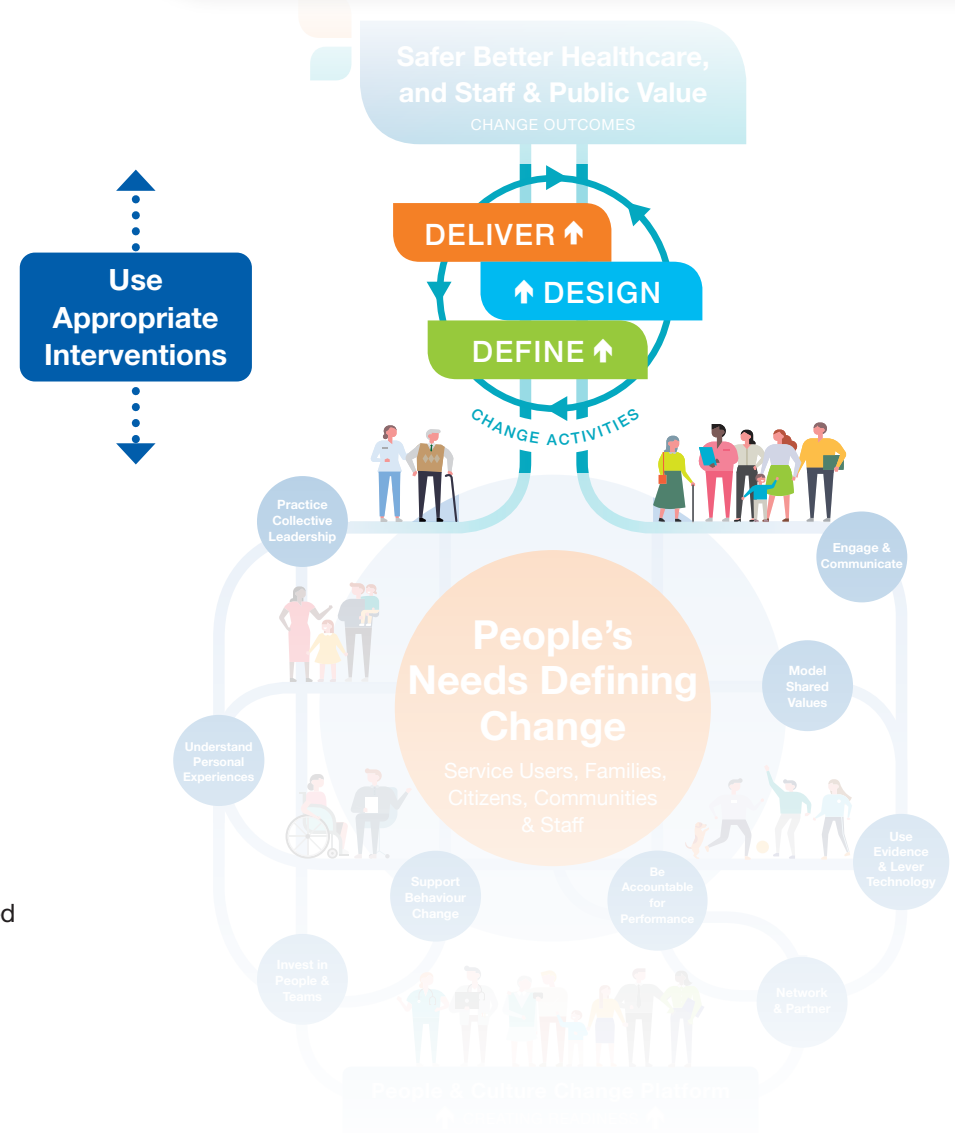 Safer Better Healthcare,
and Staff & Public Value
CHANGE OUTCOMES
Use
Appropriate
Interventions
DELIVER
DESIGN
DEFINE
CHANGE ACTIVITIES
Practice
Collective
Leadership
Engage &
Communicate
People's
Needs Defining
Change
Service Users, Families,
Citizens, Communities
& Staff
Model
Shared
Values
Understand
Personal
Experiences
Use
Evidence
& Lever
Technology
Support
Behaviour
Change
Be
Accountable
for
Performance
d
Invest in
People &
Teams
Network
& Partner
People & Culture Change Platform